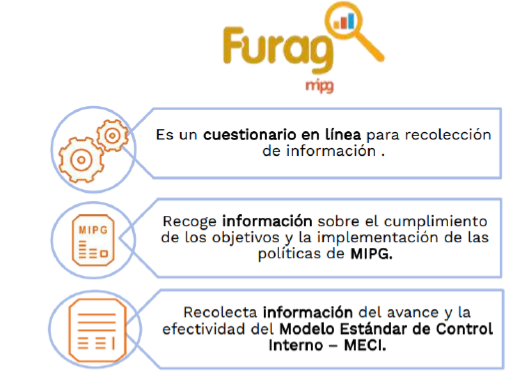 Furag
mipg
Es un cuestionario en línea para recolección
de información .
MIPG
Recoge información sobre el cumplimiento
de los objetivos y la implementación de las
políticas de MIPG.
Recolecta información del avance y la
efectividad del Modelo Estándar de Control
Interno – MECI.